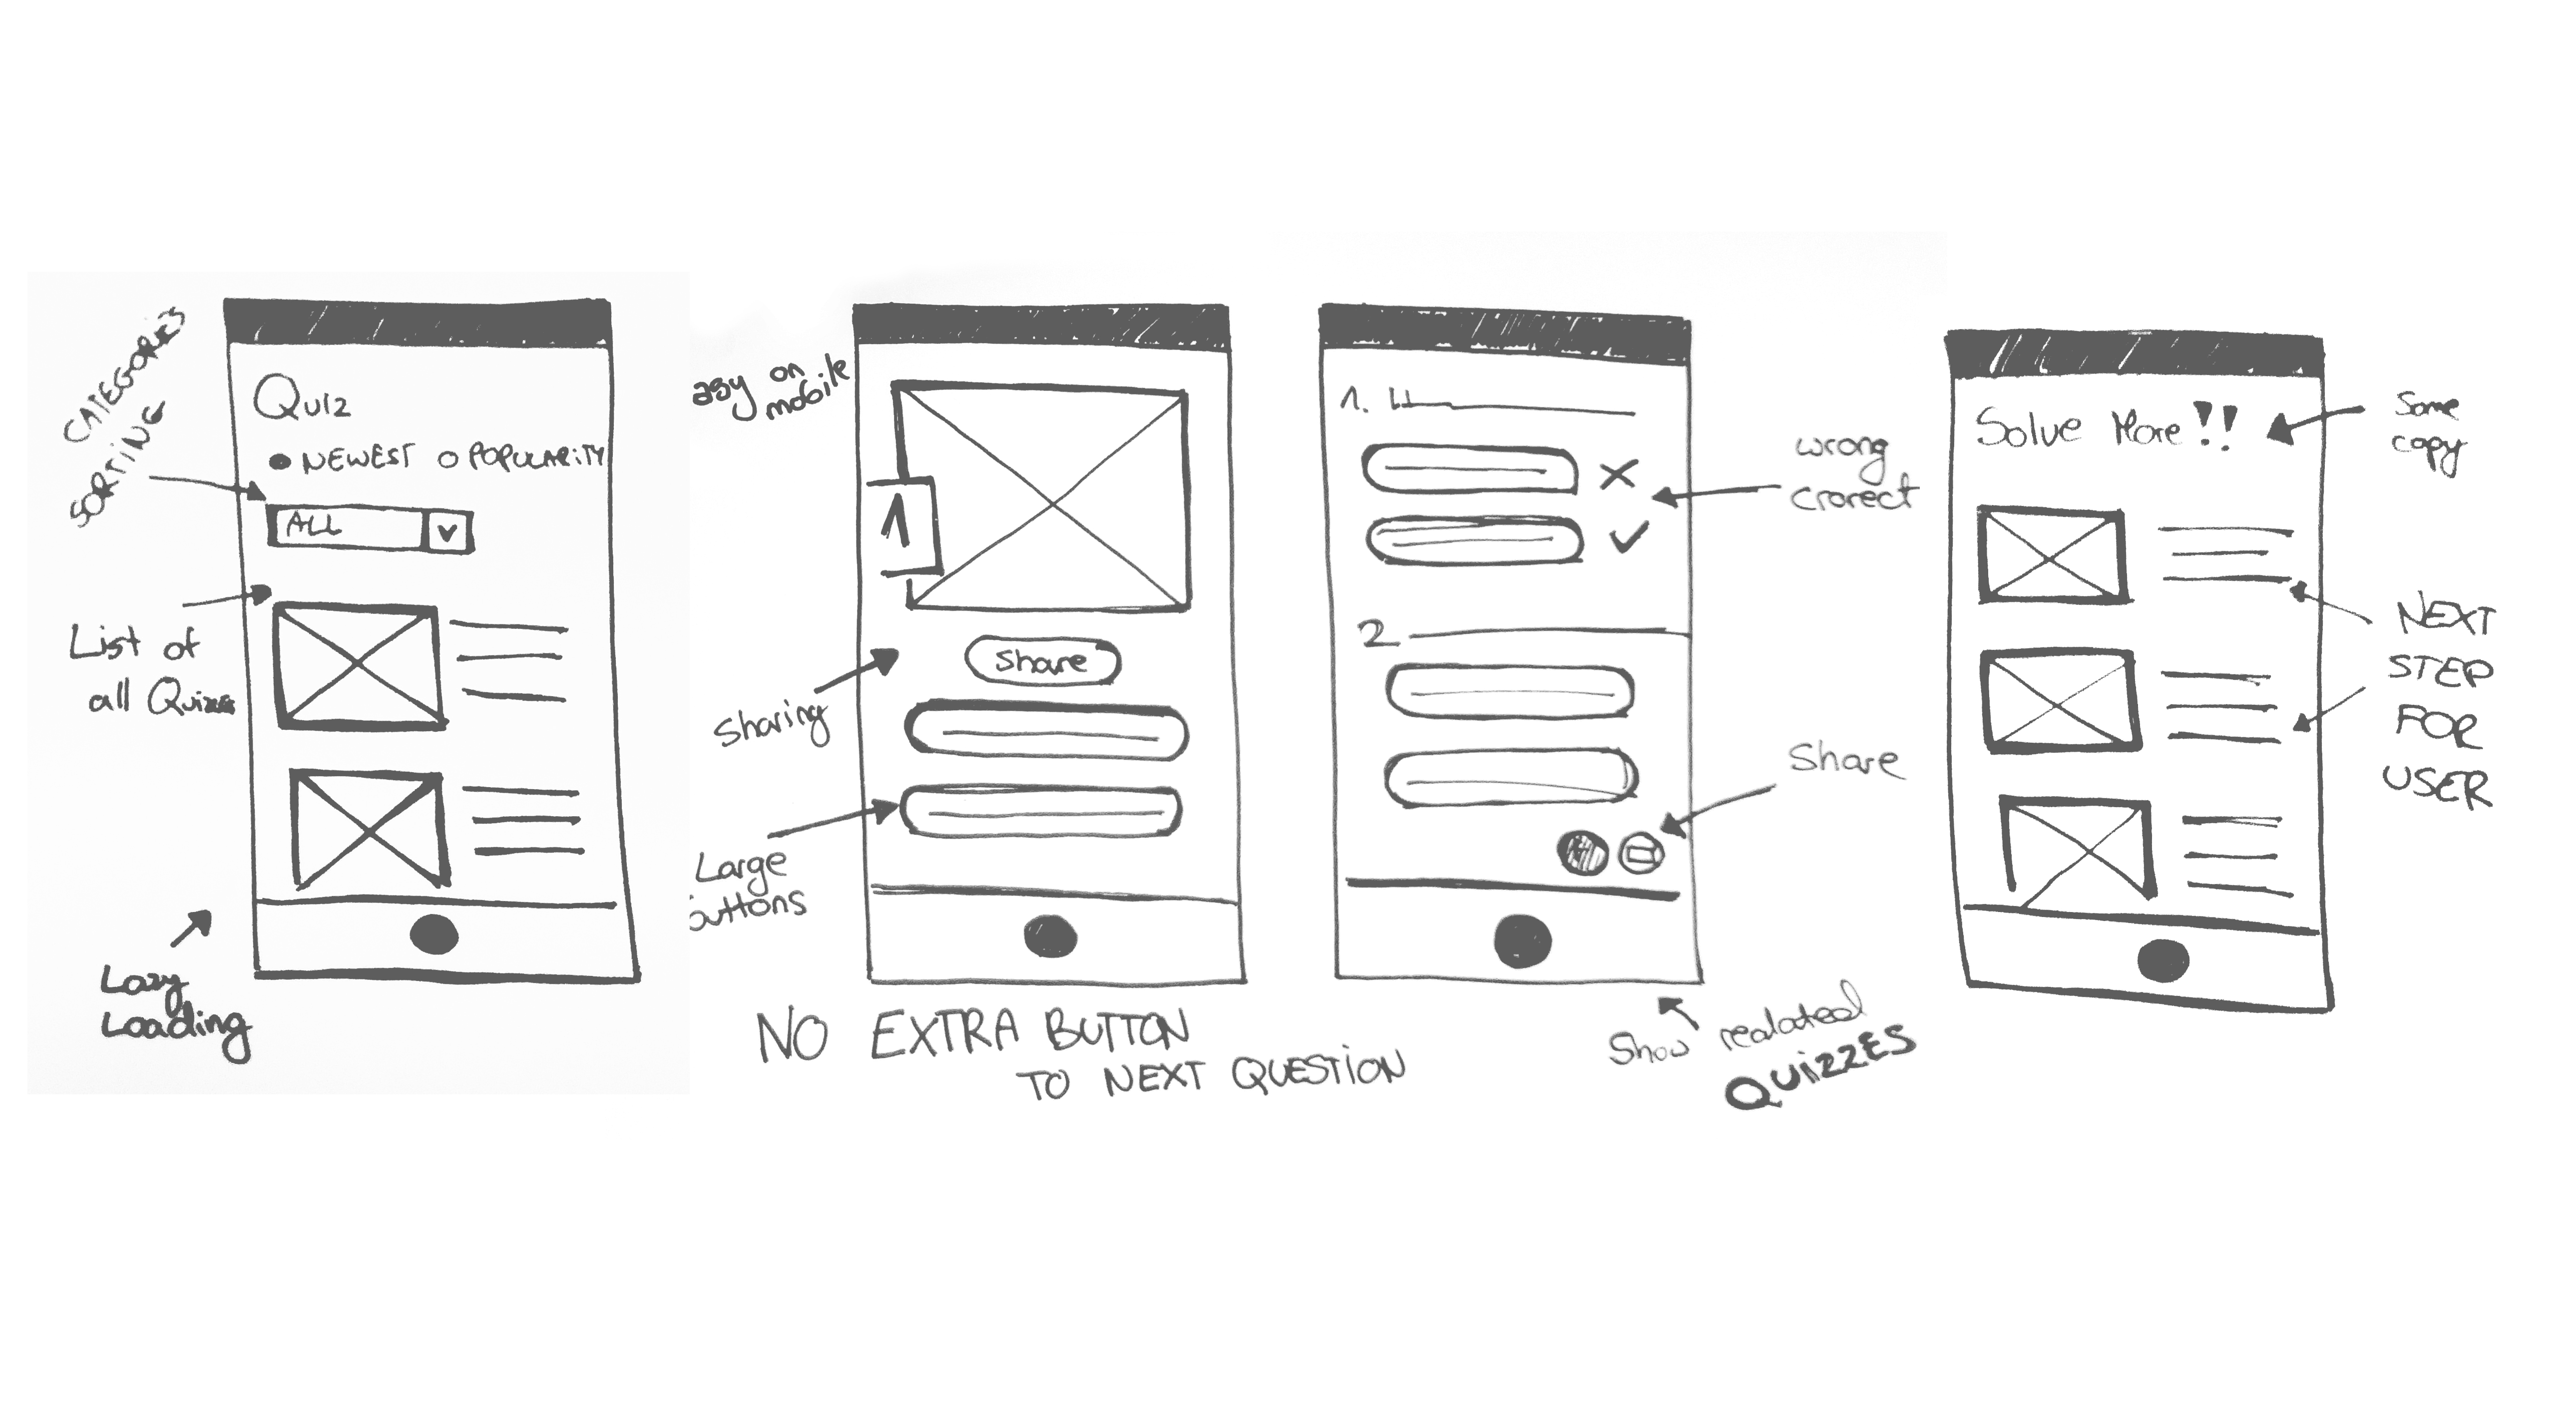 CATEGORIES
SORTING
Quiz
NEWEST POPULARITY
ALL
List of
all Quizzes
Lazy
Loading
asy on
mobile
1
Share
Sharing
Large
buttons
NO EXTRA BUTTON
TO NEXT QUESTION
1.
2
wrong
crorect
Share
Show realated
QUIZZES
Solve More !!
Some
copy
NEXT
STEP
FOR
USER